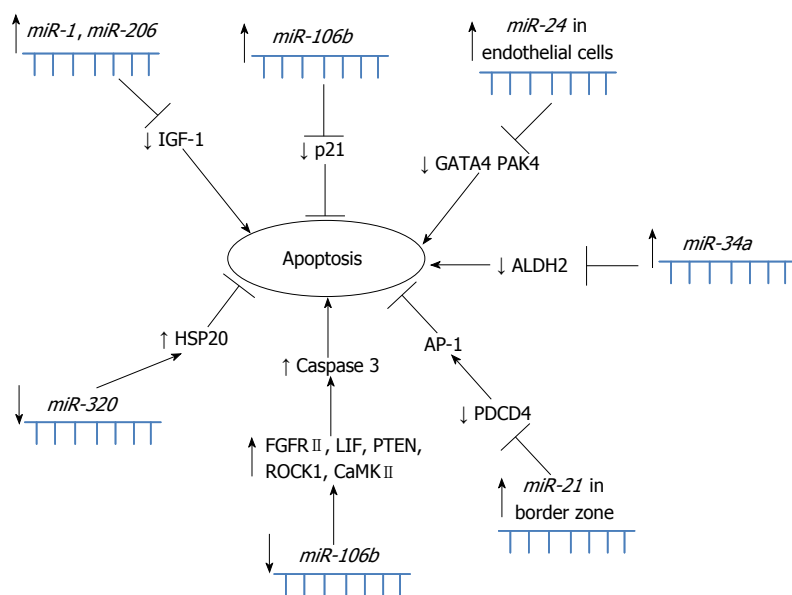 miR-1, miR-206
miR-106b
miR-24 in
endothelial cells
↓ IGF-1
↓ p21
↓ GATA4 PAK4
Apoptosis
↓ ALDH2
miR-34a
↑ HSP20
AP-1
↑ Caspase 3
miR-320
↓ PDCD4
FGFRⅡ, LIF, PTEN,
ROCK1, CaMKⅡ
miR-21 in
border zone
miR-106b